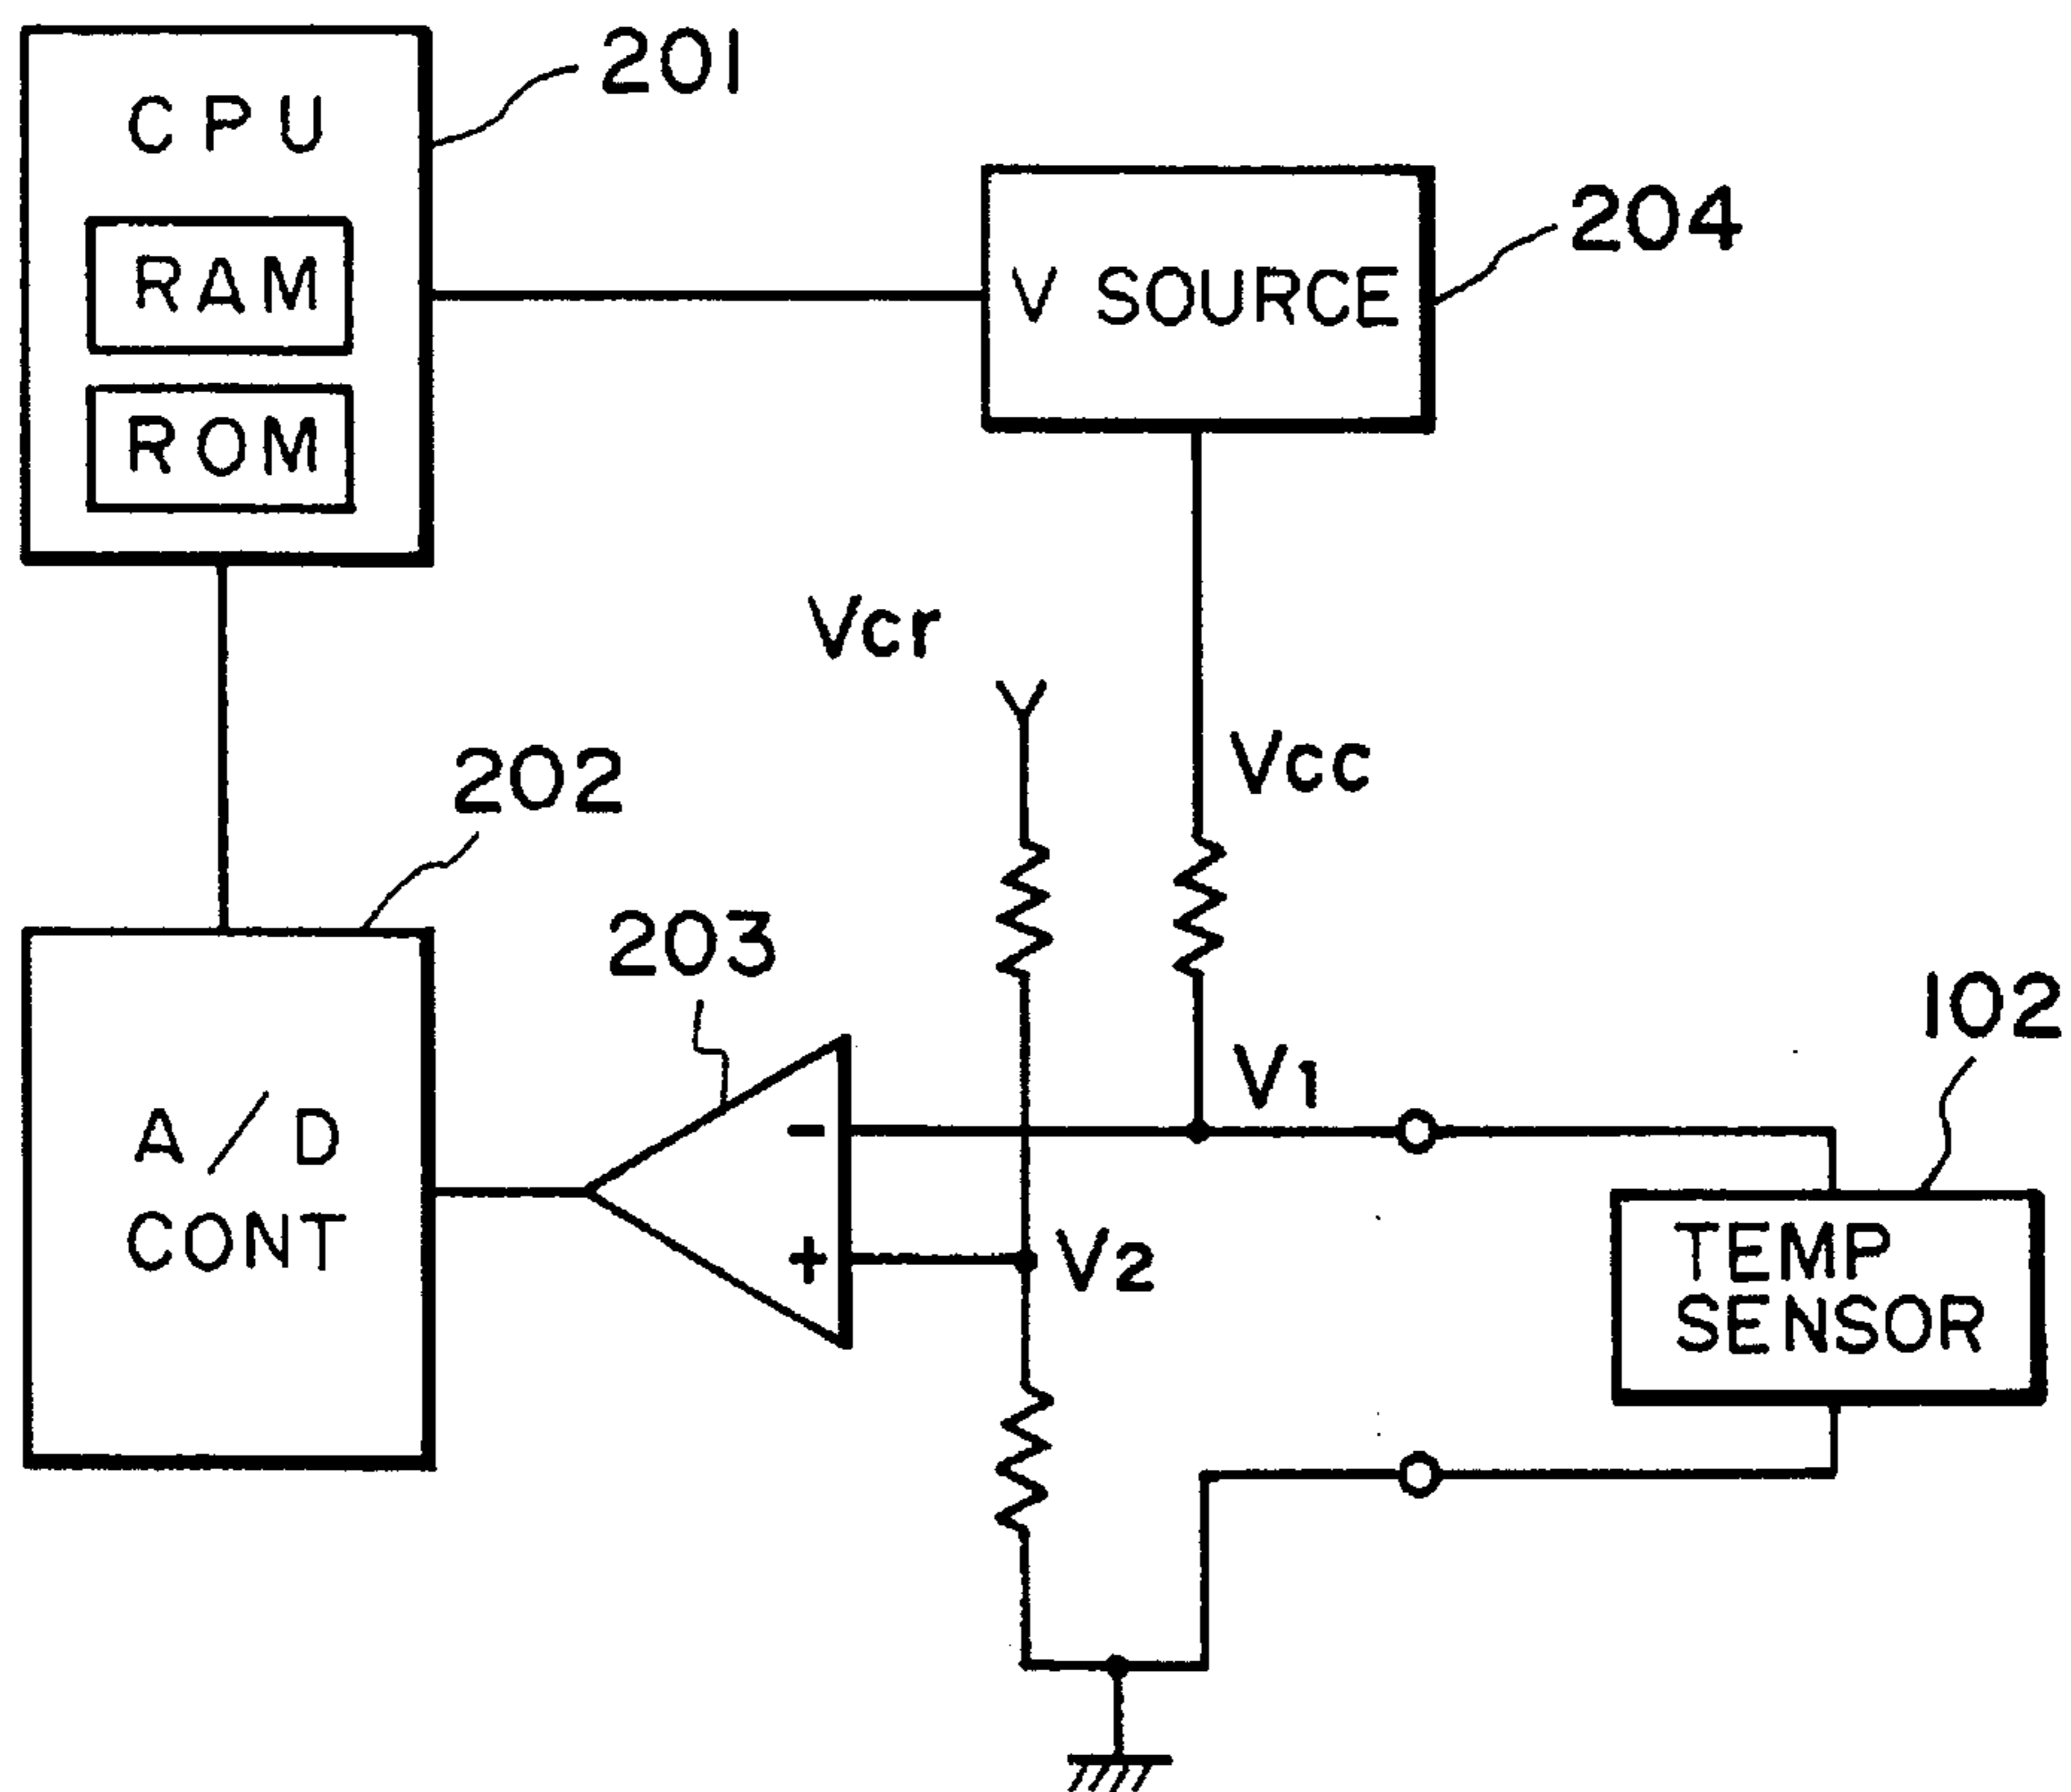 201
CPU
RAM
ROM
204
V SOURCE
Vcr
Vcc
202
203
102
V1
-
A/D
CONT
+
V2
TEMP
SENSOR